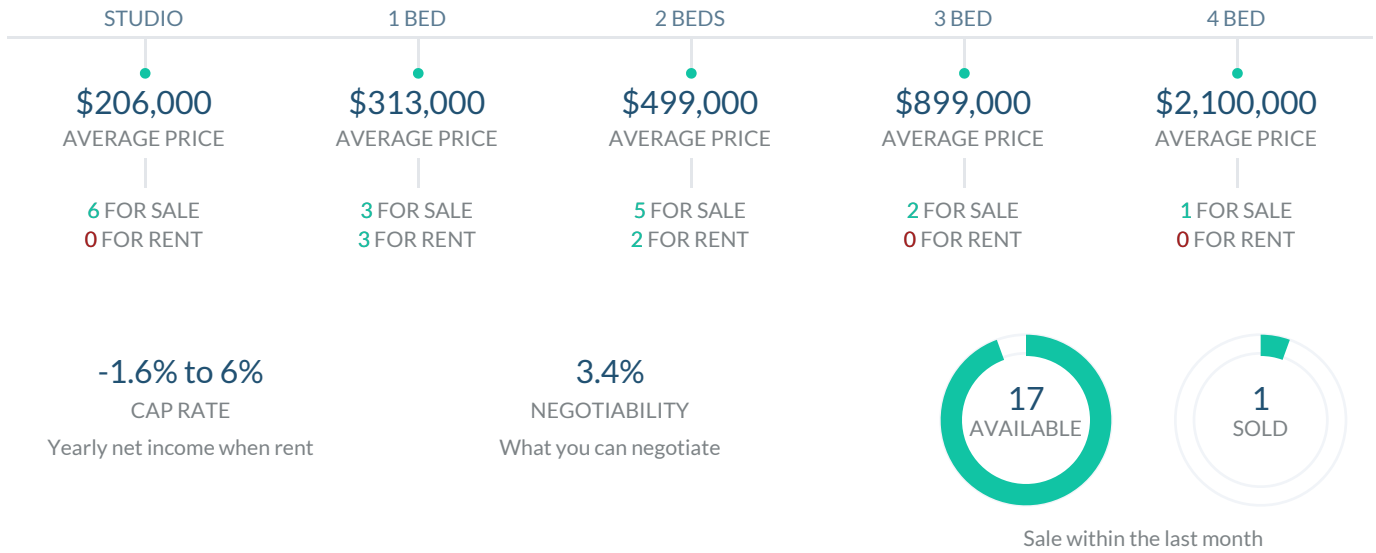 STUDIO
1 BED
2 BEDS
3 BED
4 BED
$206,000
$313,000
$499,000
$899,000
$2,100,000
AVERAGE PRICE
AVERAGE PRICE
AVERAGE PRICE
AVERAGE PRICE
AVERAGE PRICE
6 FOR SALE
3 FOR SALE
5 FOR SALE
2 FOR SALE
1 FOR SALE
0 FOR RENT
3 FOR RENT
2 FOR RENT
0 FOR RENT
0 FOR RENT
-1.6% to 6%
CAP RATE
Yearly net income when rent
3.4%
NEGOTIABILITY
What you can negotiate
17
AVAILABLE
1
SOLD
Sale within the last month